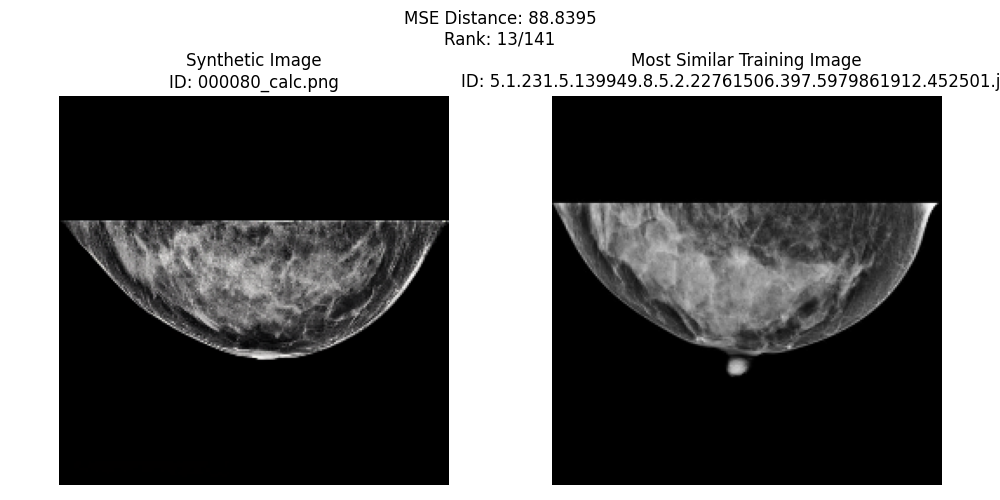 MSE Distance: 88.8395
Rank: 13/141
Synthetic Image
ID: 000080_calc.png
Most Similar Training Image
ID: 5.1.231.5.139949.8.5.2.22761506.397.5979861912.452501.j